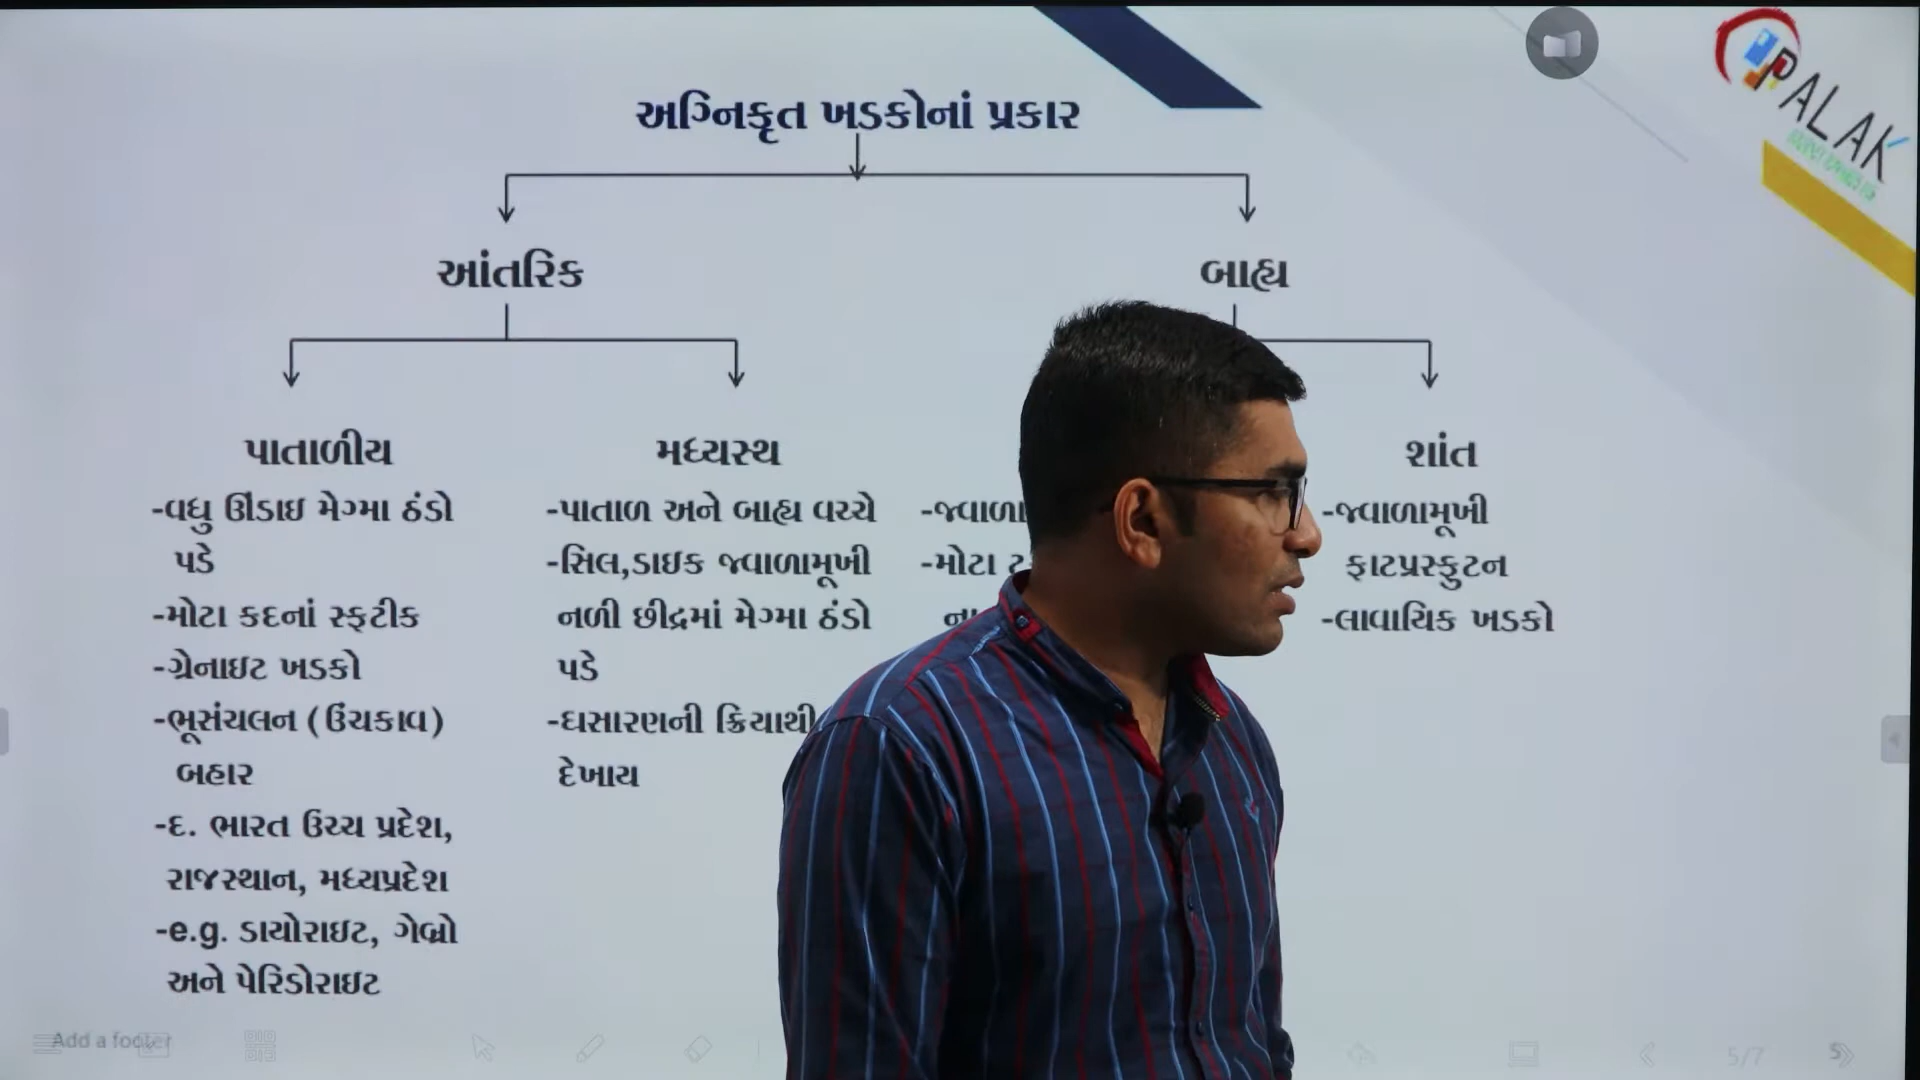 અગ્નિકૃત ખડકોનાં પ્રકાર
આંતરિક
બાહ્ય
પાતાળીય
-વધુ ઊંડાઇ મેગ્મા ઠંડો
પડે
-મોટા કદનાં સ્ફટીક
-ગ્રેનાઇટ ખડકો
-ભૂસંચલન (ઉંચકાવ)
બહાર
-દ. ભારત ઉચ્ચ પ્રદેશ,
રાજસ્થાન, મધ્યપ્રદેશ
-e.g. ડાયોરાઇટ, ગેબ્રો
અને પેરિડોરાઇટ
મધ્યસ્થ
-પાતાળ અને બાહ્ય વચ્ચે
-સિલ,ડાઇક જ્વાળામૂખી
નળી છીદ્રમાં મેગ્મા ઠંડો
પડે
-ઘસારણની ક્રિયાથી
દેખાય
-મોટા
શાંત
-જ્વાળામૂખી
ફાટપ્રસ્ફુટન
-લાવાયિક ખડકો
PALAK
Add a footer
5/7
5